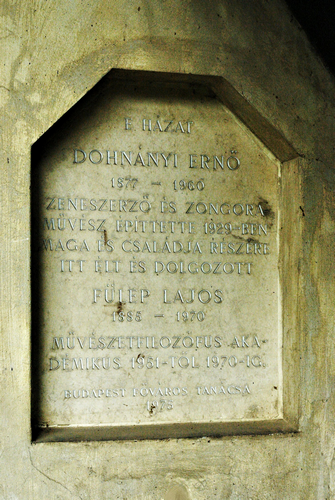 E HÁZAT
DOHNÁNYI ERNŐ
1877 – 1960
ZENESZERZŐ ÉS ZONGORA
MŰVÉSZ ÉPÍTTETTE 1929-BEN
MAGA ÉS CSALÁDJA RÉSZÉRE
ITT ÉLT ÉS DOLGOZOTT
FÜLEP LAJOS
1885 – 1970
MŰVÉSZETFILOZÓFUS AKA-
DÉMIKUS 1951-TŐL 1970-IG.
BUDAPEST FŐVÁROS TANÁCSA